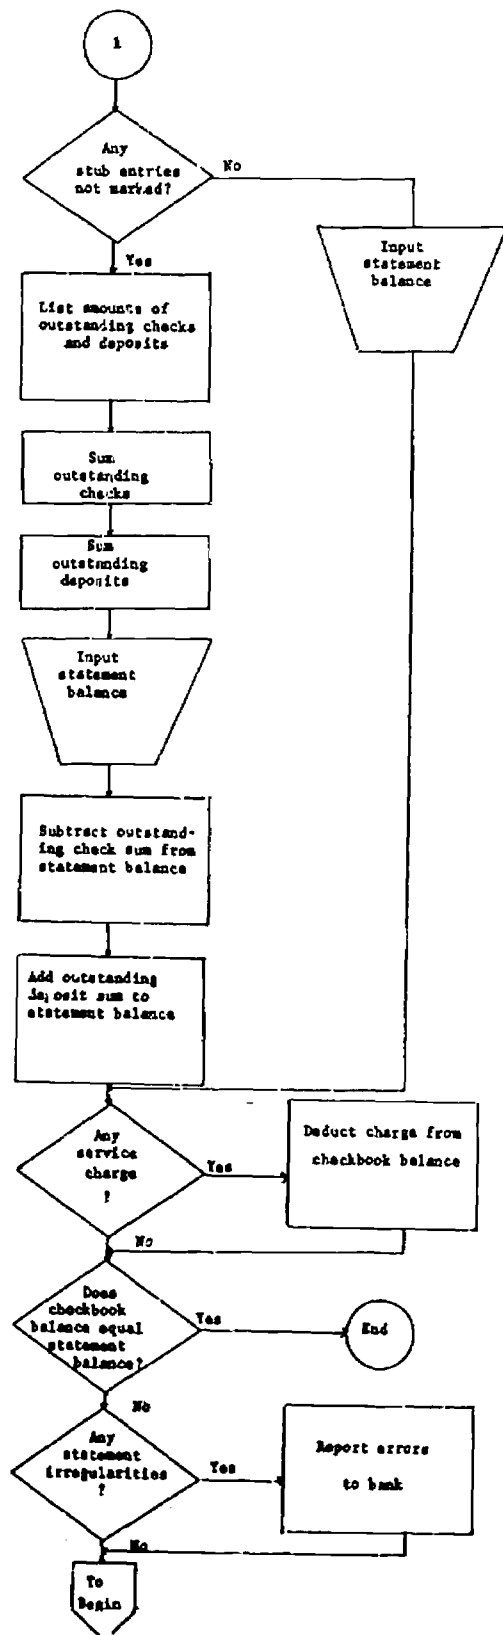 1
Any
stub entries
not marked?
No
Yes
Input
statement
balance
List amounts of
outstanding checks
and deposits
Sum
outstanding
checks
Sum
outstanding
deposits
Input
statement
balance
Subtract outstand-
ing check sum from
statement balance
Add outstanding
deposit sum to
statement balance
Any
service
charge
?
Yes
Deduct charge from
checkbook balance
No
Does
checkbook
balance equal
statement
balance?
Yes
End
No
Any
statement
irregularities
?
Yes
Report errors
to bank
No
To
Begin